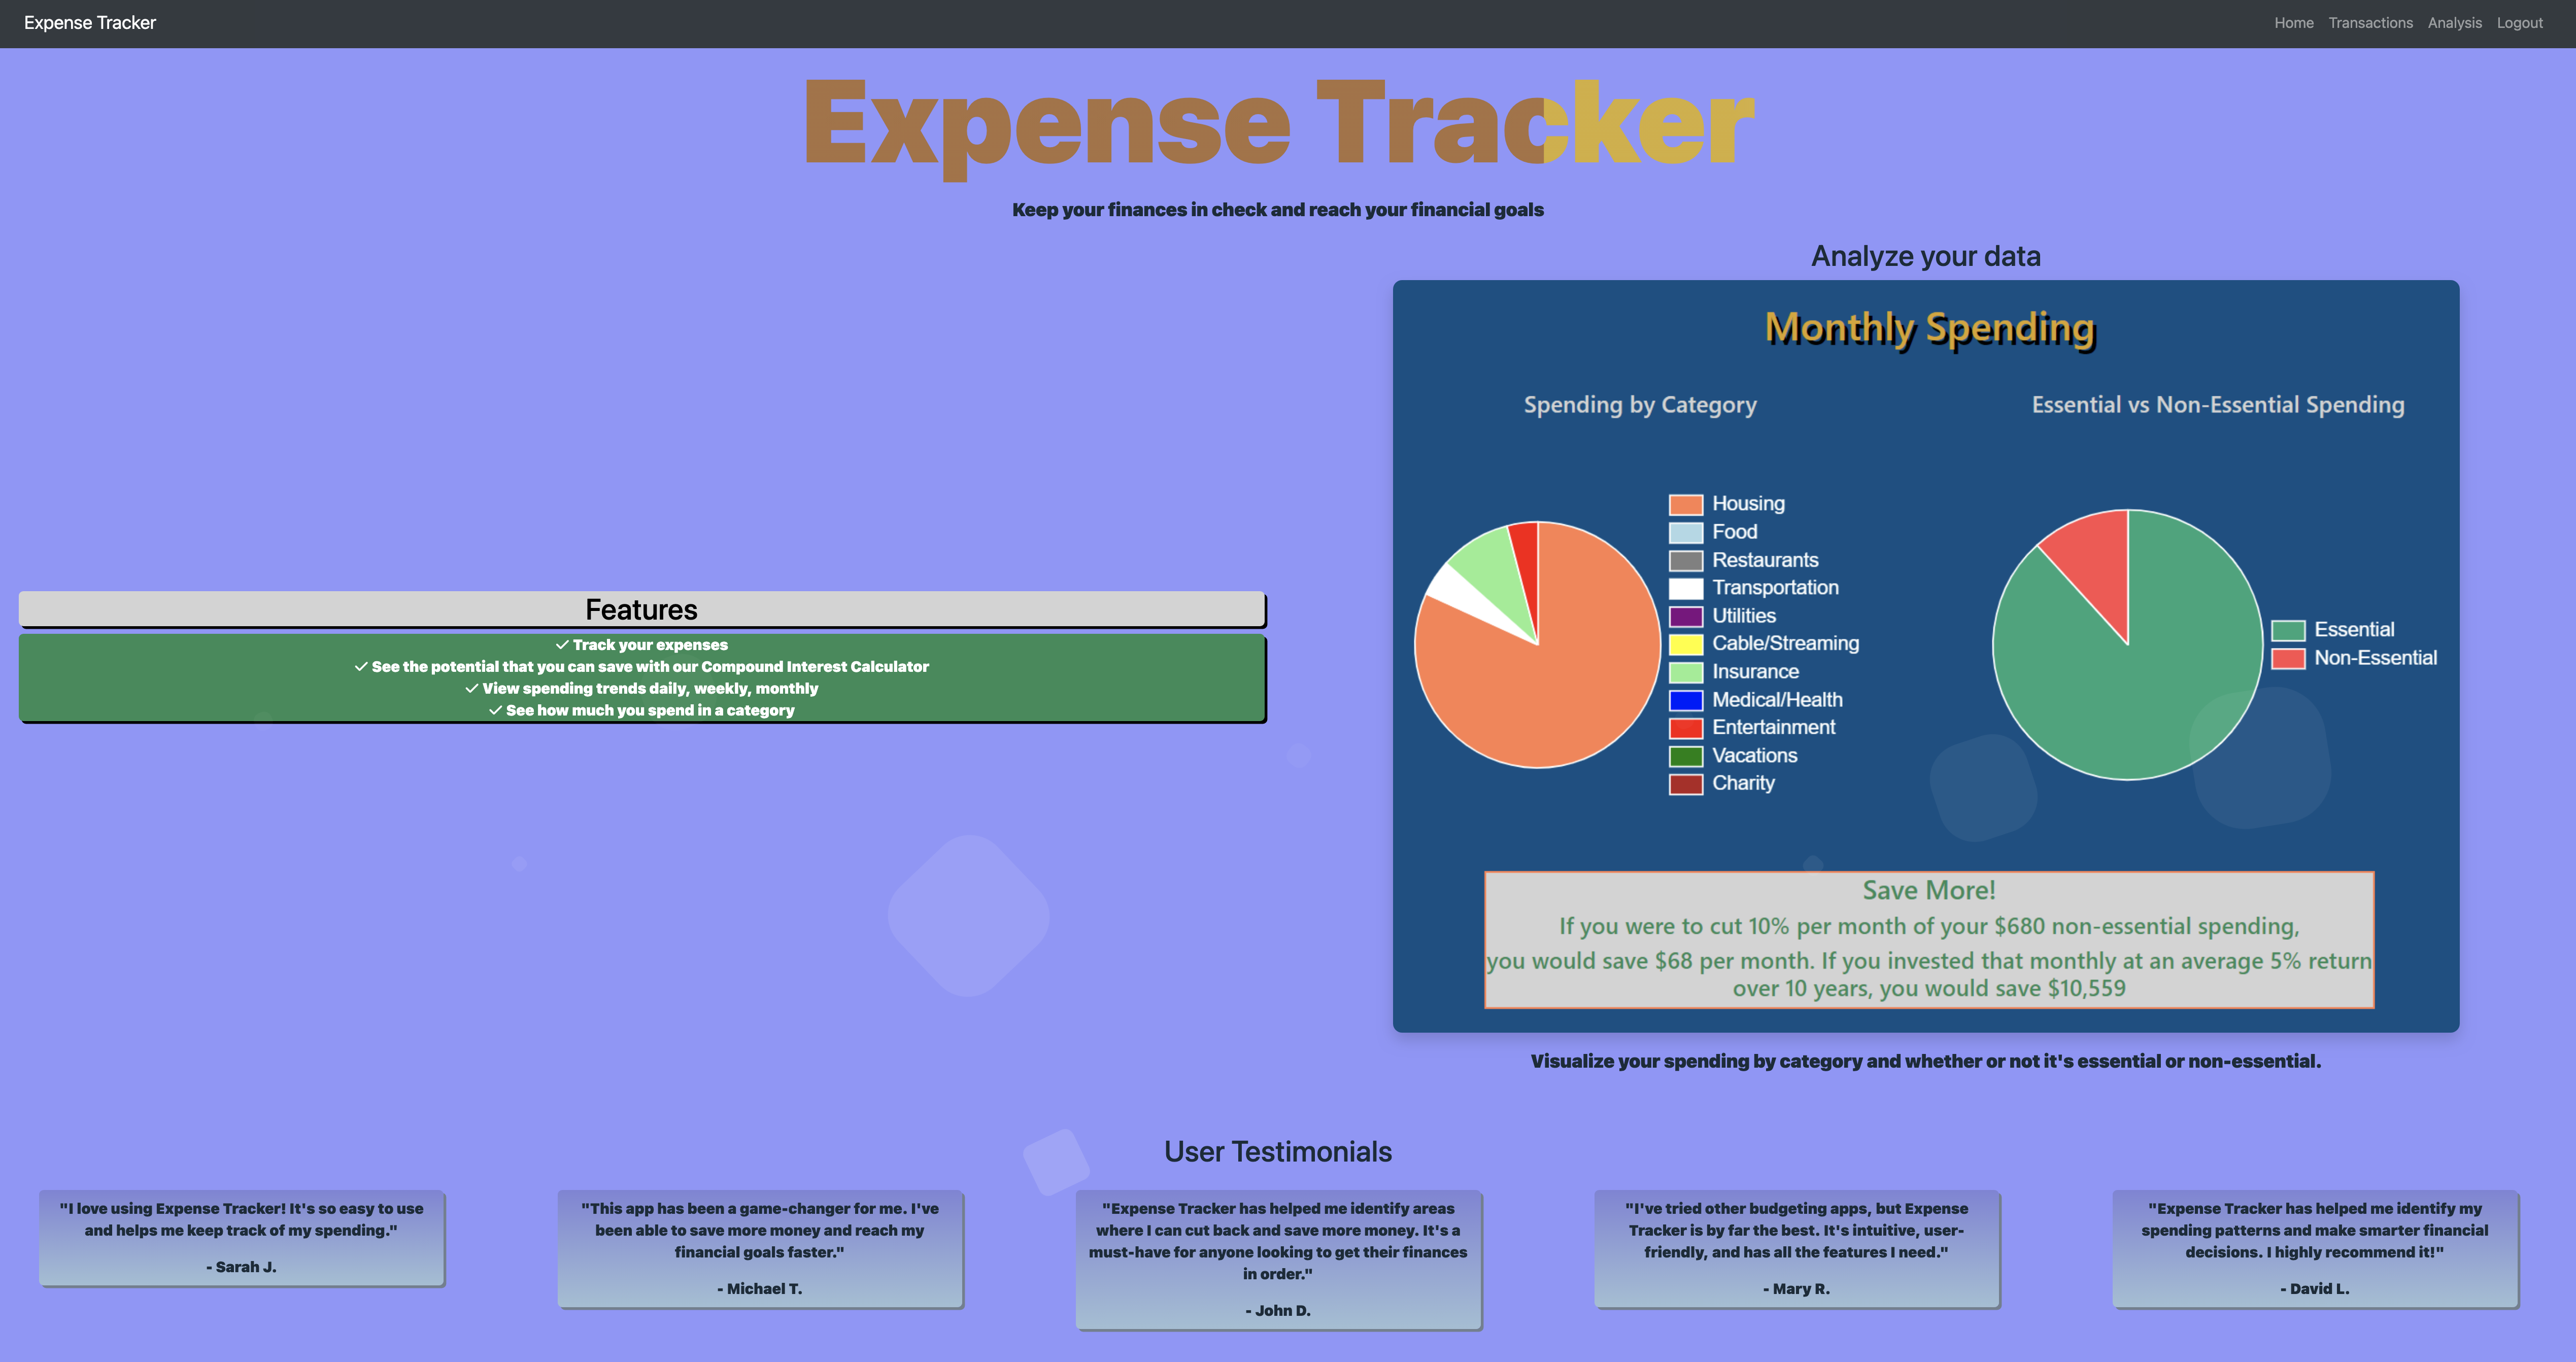 Expense Tracker
Home Transactions Analysis Logout
Expense Tracker
Keep your finances in check and reach your financial goals
Features
✓ Track your expenses
✓ See the potential that you can save with our Compound Interest Calculator
✓ View spending trends daily, weekly, monthly
✓ See how much you spend in a category
Analyze your data
Monthly Spending
Spending by Category
Housing
Food
Restaurants
Transportation
Utilities
Cable/Streaming
Insurance
Medical/Health
Entertainment
Vacations
Charity
Essential vs Non-Essential Spending
Essential
Non-Essential
Save More!
If you were to cut 10% per month of your $680 non-essential spending,
you would save $68 per month. If you invested that monthly at an average 5% return
over 10 years, you would save $10,559
Visualize your spending by category and whether or not it's essential or non-essential.
User Testimonials
"I love using Expense Tracker! It's so easy to use
and helps me keep track of my spending."
- Sarah J.
"This app has been a game-changer for me. I've
been able to save more money and reach my
financial goals faster."
- Michael T.
"Expense Tracker has helped me identify areas
where I can cut back and save more money. It's a
must-have for anyone looking to get their finances
in order."
- John D.
"I've tried other budgeting apps, but Expense
Tracker is by far the best. It's intuitive, user-
friendly, and has all the features I need."
- Mary R.
"Expense Tracker has helped me identify my
spending patterns and make smarter financial
decisions. I highly recommend it!"
- David L.